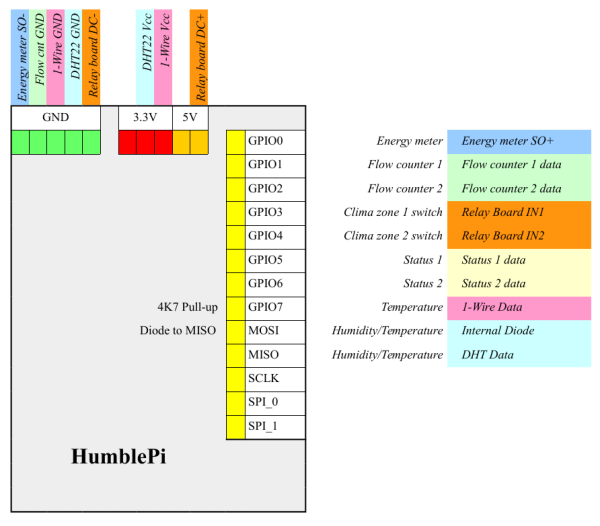 Energy meter SO-
Flow cnt GND
1-Wire GND
DHT22 GND
Relay board DC-
DHT22 Vcc
1-Wire Vcc
Relay board DC+
GND
3.3V
5V
GPIO0
Energy meter
Energy meter SO+
GPIO1
Flow counter 1
Flow counter 1 data
GPIO2
Flow counter 2
Flow counter 2 data
GPIO3
Clima zone 1 switch
Relay Board IN1
GPIO4
Clima zone 2 switch
Relay Board IN2
GPIO5
Status 1
Status 1 data
GPIO6
Status 2
Status 2 data
4K7 Pull-up
GPIO7
Temperature
1-Wire Data
Diode to MISO
MOSI
Humidity/Temperature
Internal Diode
MISO
Humidity/Temperature
DHT Data
SCLK
SPI_0
SPI_1
HumblePi